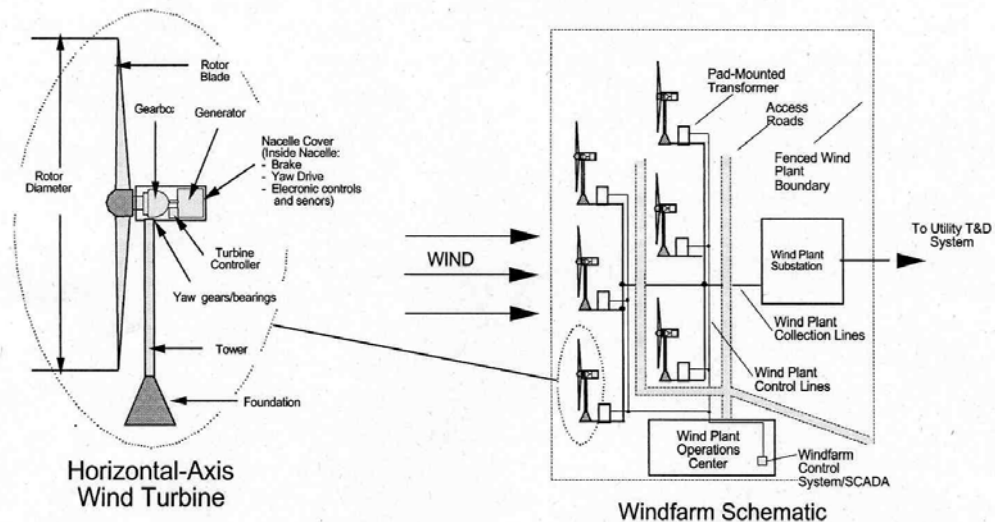 Rotor
Blade
Gearbo:
Generator
Nacelle Cover
(Inside Nacelle:
- Brake
- Yaw Drive
- Elecronic controls
and senors)
Rotor
Diameter
Turbine
Controller
Yaw gears/bearings
Tower
Foundation
Horizontal-Axis
Wind Turbine
WIND
Pad-Mounted
Transformer
Access
Roads
Fenced Wind
Plant
Boundary
To Utility T&D
System
Wind Plant
Substation
Wind Plant
Collection Lines
Wind Plant
Control Lines
Wind Plant
Operations
Center
Windfarm
Control
System/SCADA
Windfarm Schematic